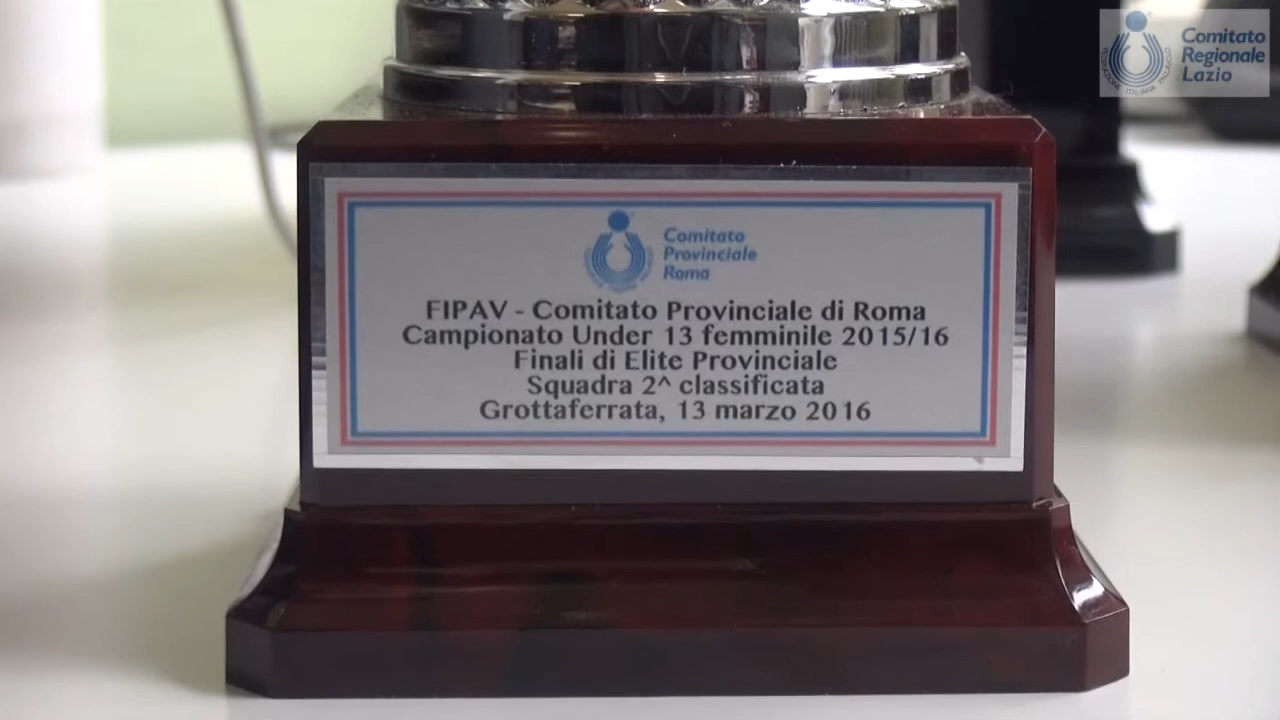 Comitato
Regionale
Lazio
Comitato
Provinciale
Roma
FIPAV - Comitato Provinciale di Roma
Campionato Under 13 femminile 2015/16
Finali di Elite Provinciale
Squadra 2^ classificata
Grottaferrata, 13 marzo 2016